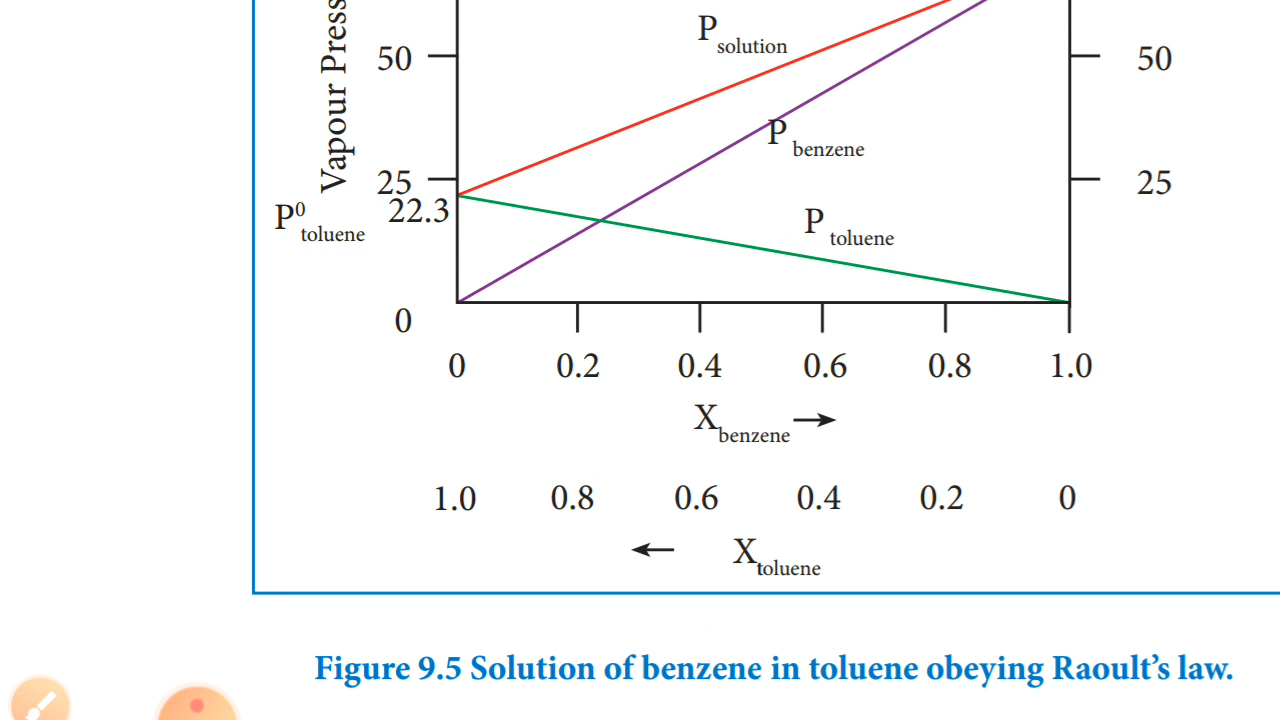 Vapour Press
P solution
50
50
P benzene
25
25
P⁰ toluene 22.3
P toluene
0
0 0.2 0.4 0.6 0.8 1.0
X benzene
1.0 0.8 0.6 0.4 0.2 0
X toluene
Figure 9.5 Solution of benzene in toluene obeying Raoult's law.